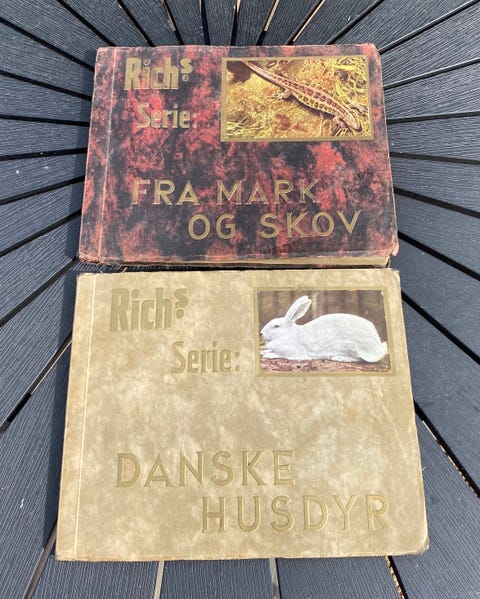 Richs.
Serie:
FRA MARK
OG SKOV
Richs.
Serie:
DANSKE
HUSDYR